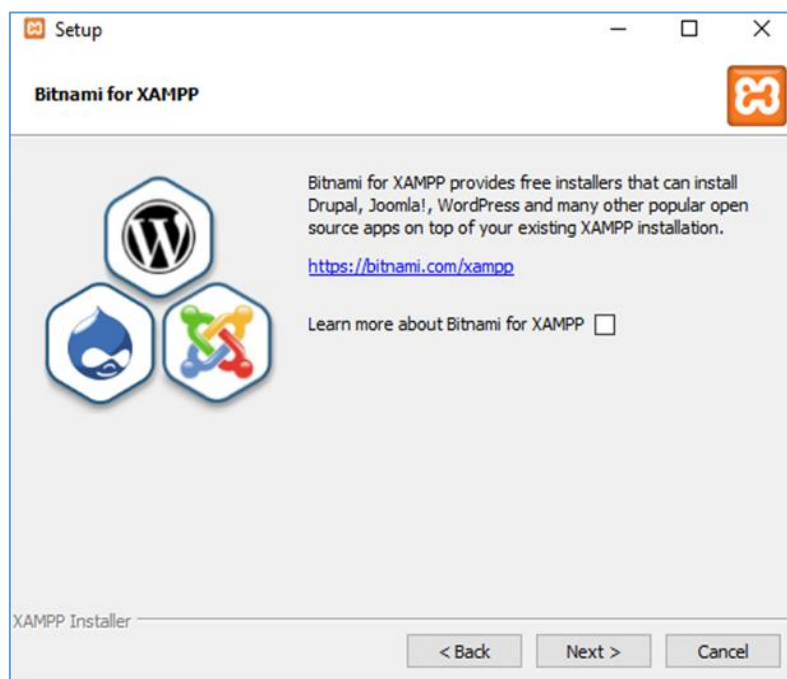 Setup
Bitnami for XAMPP
Bitnami for XAMPP provides free installers that can install
Drupal, Joomla!, WordPress and many other popular open
source apps on top of your existing XAMPP installation.
https://bitnami.com/xampp
Learn more about Bitnami for XAMPP
XAMPP Installer
< Back Next > Cancel